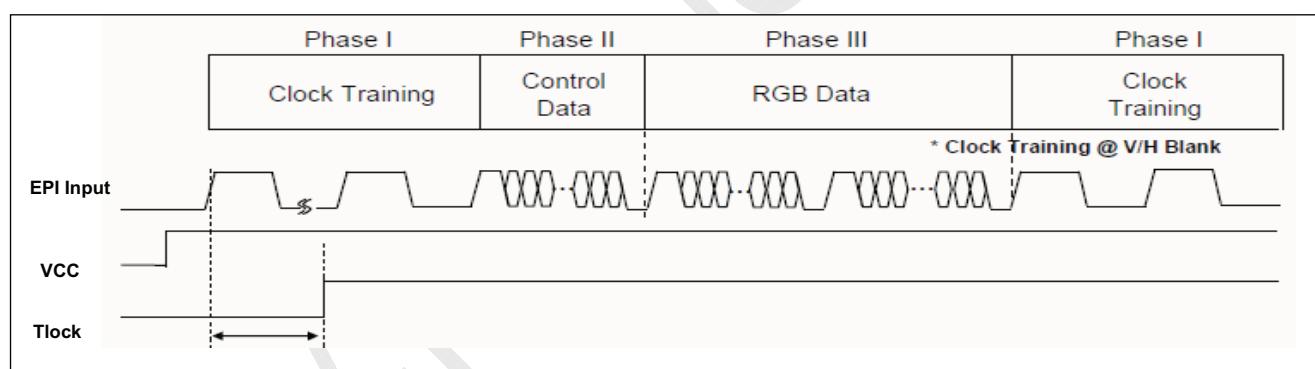 Phase I Phase II Phase III Phase I
Clock Training Control Data RGB Data Clock Training
* Clock Training @ V/H Blank
EPI Input
VCC
Tlock